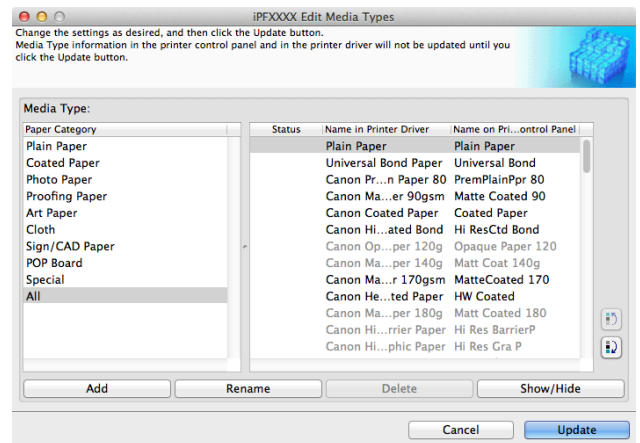 iPFXXXX Edit Media Types
Change the settings as desired, and then click the Update button.
Media Type information in the printer control panel and in the printer driver will not be updated until you
click the Update button.
Media Type:
Paper Category
Plain Paper
Coated Paper
Photo Paper
Proofing Paper
Art Paper
Cloth
Sign/CAD Paper
POP Board
Special
All
Status Name in Printer Driver Name on Pri...ontrol Panel
Plain Paper Plain Paper
Universal Bond Paper Universal Bond
Canon Pr...n Paper 80 PremPlainPpr 80
Canon Ma...er 90gsm Matte Coated 90
Canon Coated Paper Coated Paper
Canon Hi...ated Bond Hi ResCtd Bond
Canon Op...per 120g Opaque Paper 120
Canon Ma...per 140g Matt Coat 140g
Canon Ma...r 170gsm MatteCoated 170
Canon He...ted Paper HW Coated
Canon Ma...per 180g Matt Coated 180
Canon Hi...rrier Paper Hi Res BarrierP
Canon Hi...phic Paper Hi Res Gra P
Add Rename Delete Show/Hide
Cancel Update